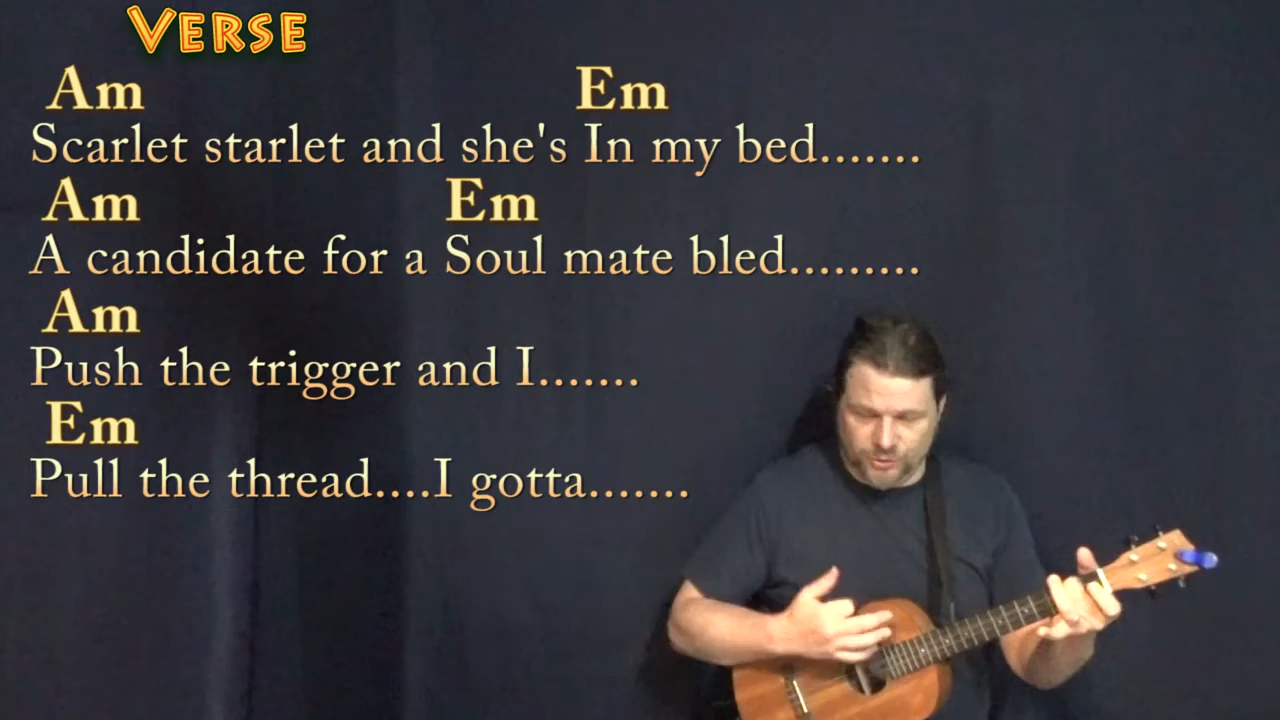 VERSE
Am Em
Scarlet starlet and she's In my bed.......
Am Em
A candidate for a Soul mate bled.........
Am
Push the trigger and I.......
Em
Pull the thread....I gotta.......